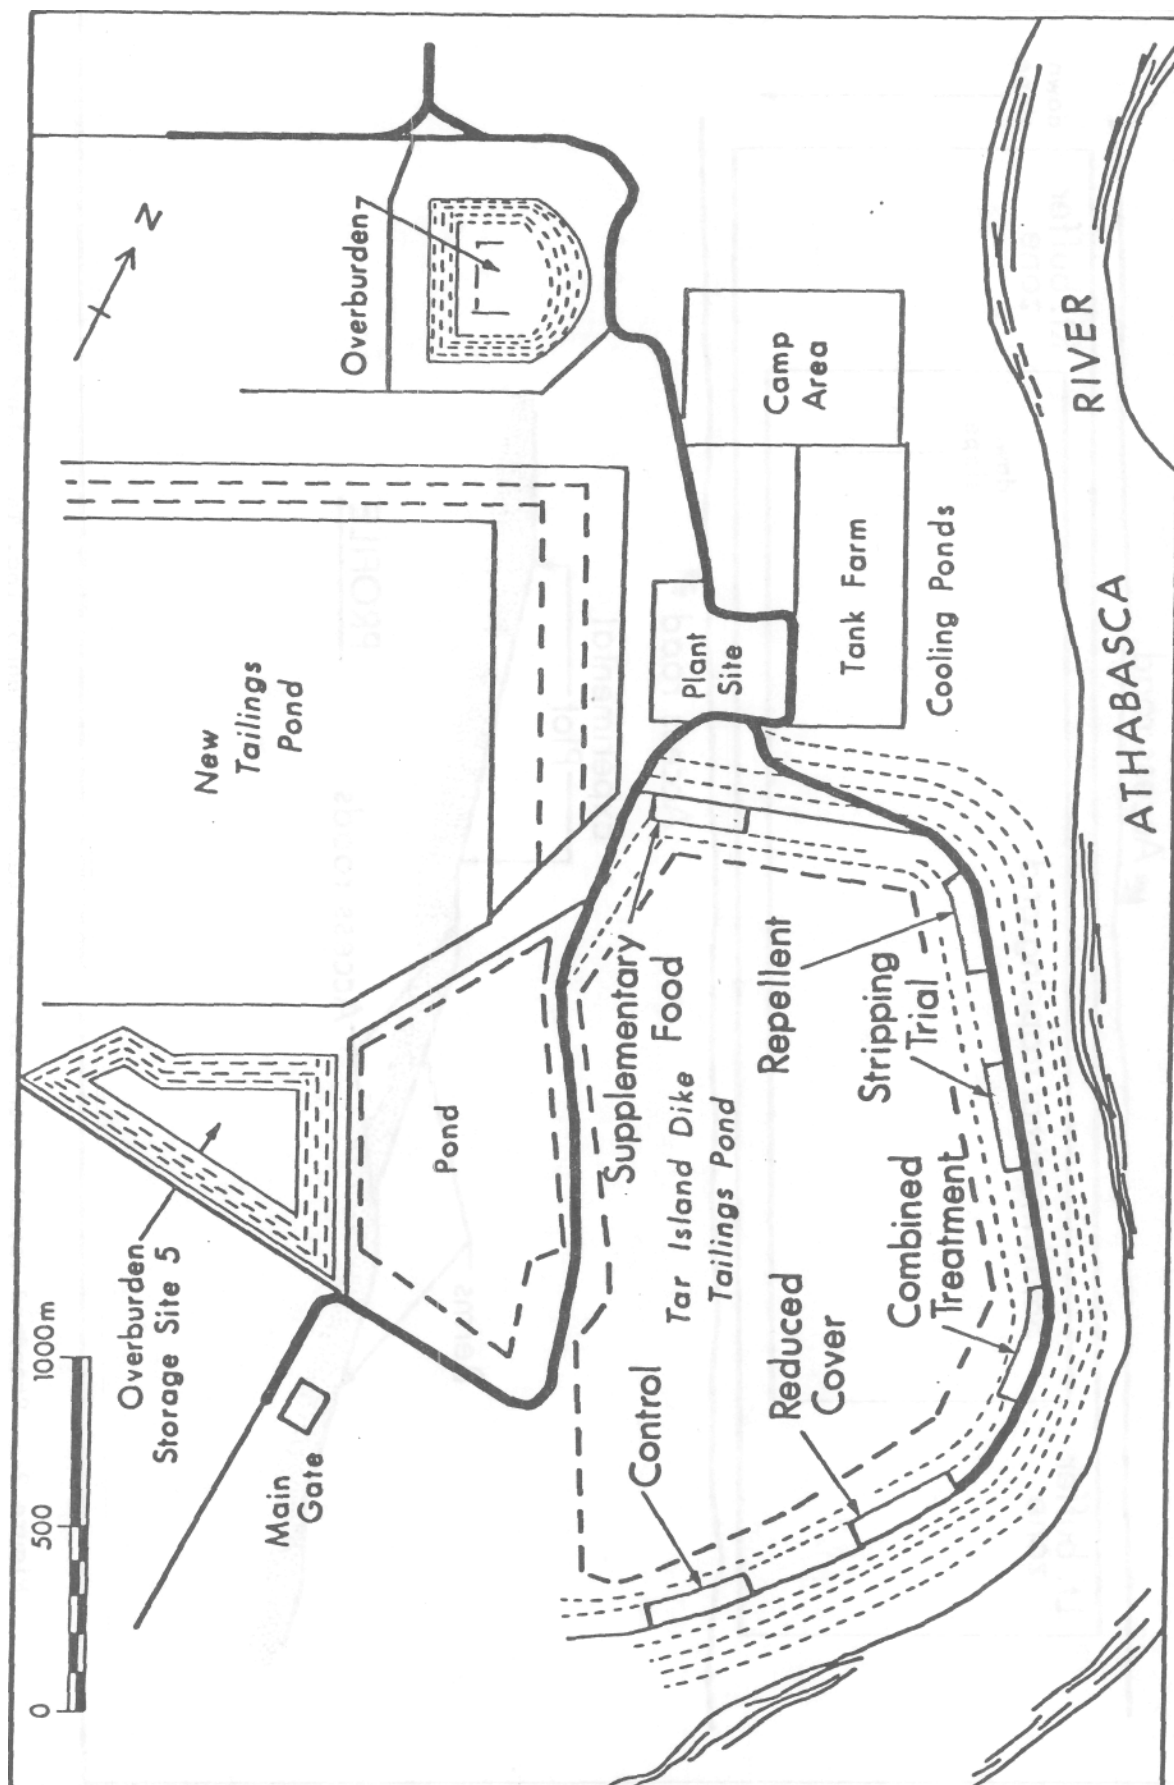 N
Overburden
7
RIVER
Camp
Area
Tank Farm
Cooling Ponds
Plant
Site
ATHABASCA
New
Tailings
Pond
Supplementary
Food
Repellent
Stripping
Trial
Combined
Treatment
Tar Island Dike
Tailings Pond
Reduced
Cover
Control
Pond
Overburden
Storage Site 5
Main
Gate
0
500
1000m